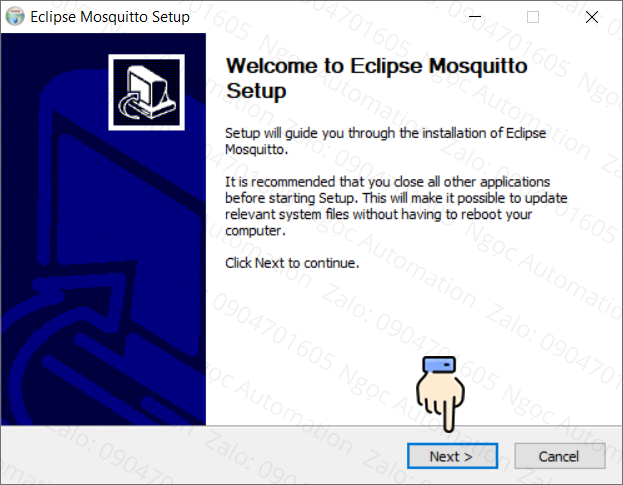 Eclipse Mosquitto Setup
Welcome to Eclipse Mosquitto
Setup
Setup will guide you through the installation of Eclipse
Mosquitto.
It is recommended that you close all other applications
before starting Setup. This will make it possible to update
relevant system files without having to reboot your
computer.
Click Next to continue.
Next >
Cancel
Zalo: 0904701605 Ngọc Automation